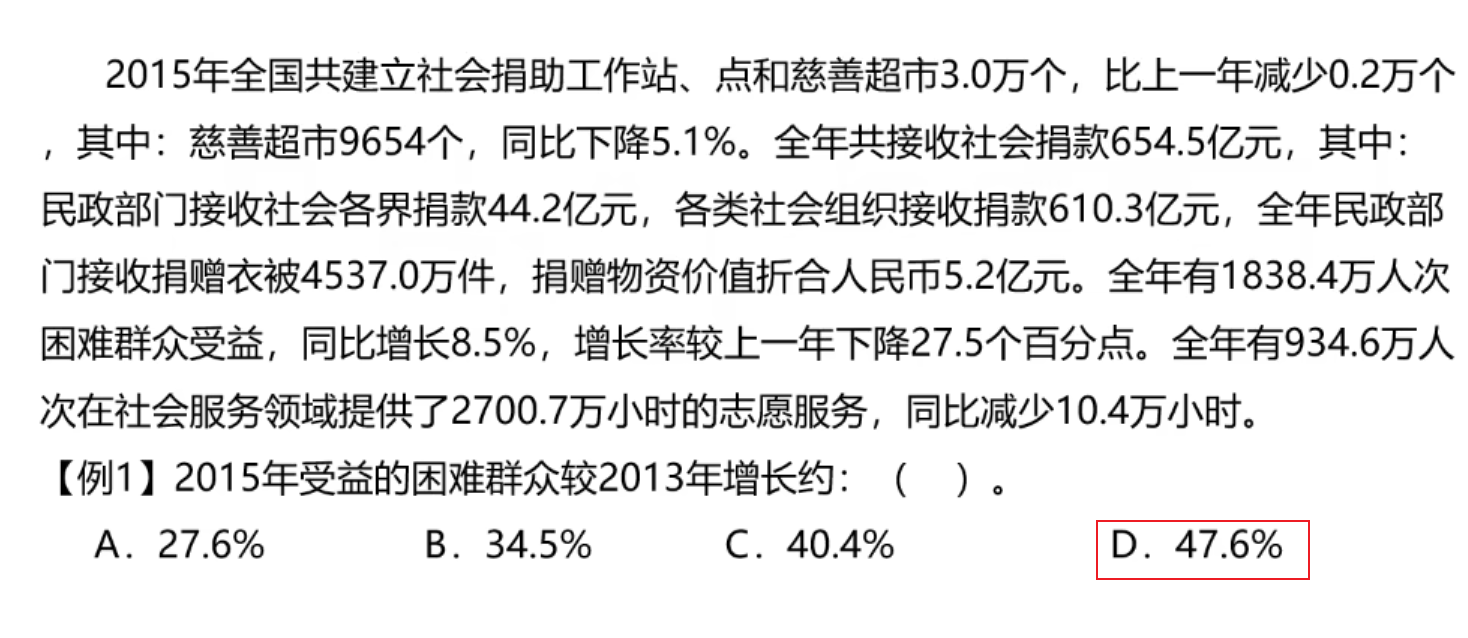 2015年全国共建立社会捐助工作站、点和慈善超市3.0万个，比上一年减少0.2万个
，其中：慈善超市9654个，同比下降5.1%。全年共接收社会捐款654.5亿元，其中：
民政部门接收社会各界捐款44.2亿元，各类社会组织接收捐款610.3亿元，全年民政部
门接收捐赠衣被4537.0万件，捐赠物资价值折合人民币5.2亿元。全年有1838.4万人次
困难群众受益，同比增长8.5%，增长率较上一年下降27.5个百分点。全年有934.6万人
次在社会服务领域提供了2700.7万小时的志愿服务，同比减少10.4万小时。
【例1】2015年受益的困难群众较2013年增长约：（ ）。
A. 27.6% B. 34.5% C. 40.4% D. 47.6%